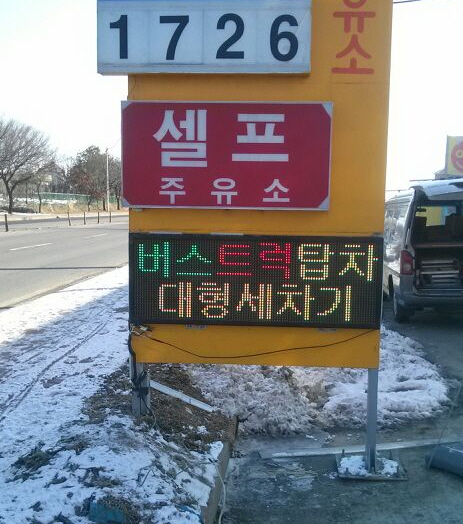 1726
유
소
셀프
주유소
버스트럭탑차
대형세차기